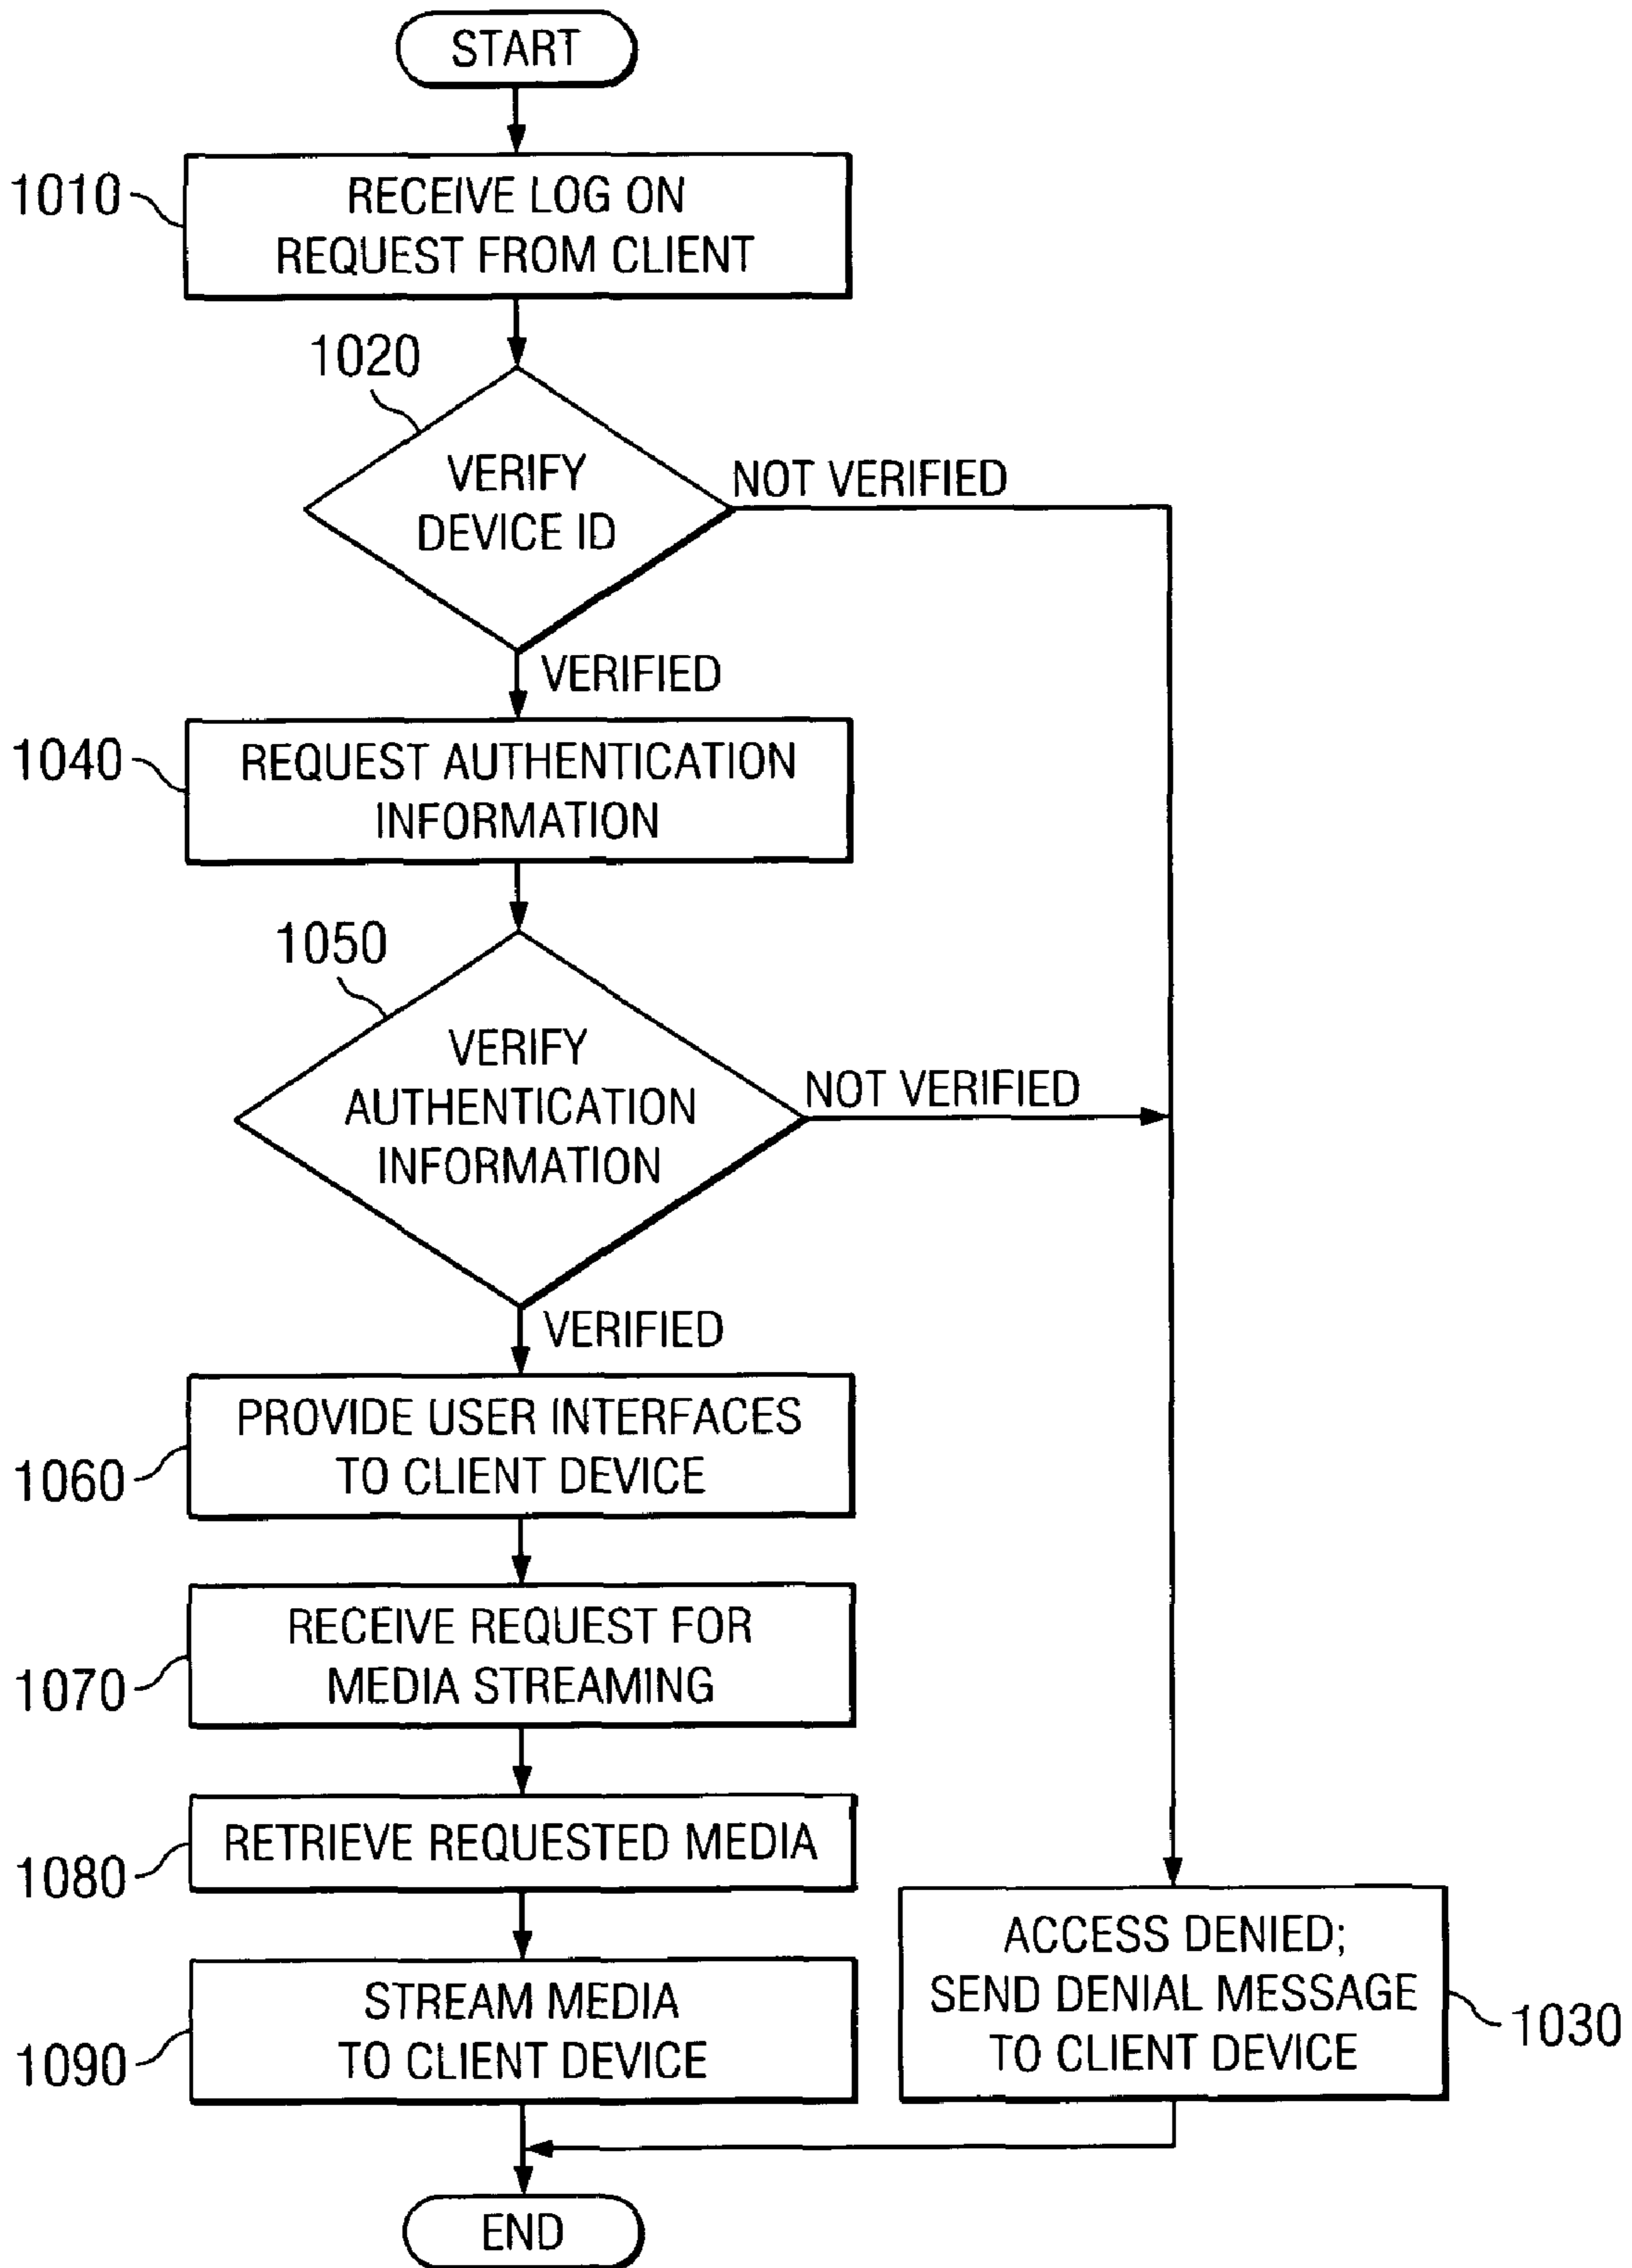 START
1010
RECEIVE LOG ON
REQUEST FROM CLIENT
1020
VERIFY
DEVICE ID
NOT VERIFIED
VERIFIED
1040
REQUEST AUTHENTICATION
INFORMATION
1050
VERIFY
AUTHENTICATION
INFORMATION
NOT VERIFIED
VERIFIED
PROVIDE USER INTERFACES
TO CLIENT DEVICE
1060
RECEIVE REQUEST FOR
MEDIA STREAMING
1070
RETRIEVE REQUESTED MEDIA
1080
STREAM MEDIA
TO CLIENT DEVICE
1090
ACCESS DENIED;
SEND DENIAL MESSAGE
TO CLIENT DEVICE
1030
END